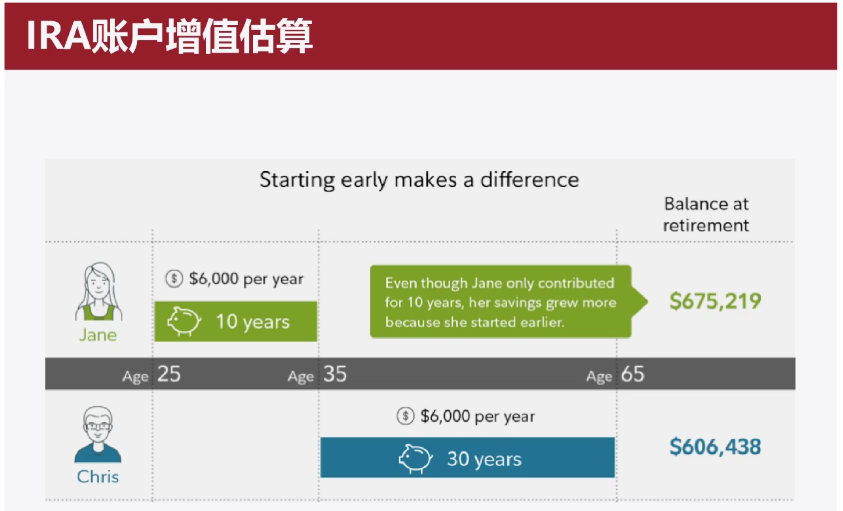 IRA账户增值估算
Starting early makes a difference
Balance at
retirement
$6,000 per year
10 years
Even though Jane only contributed
for 10 years, her savings grew more
because she started earlier.
$675,219
Jane
Age 25
Age 35
Age 65
$6,000 per year
30 years
$606,438
Chris